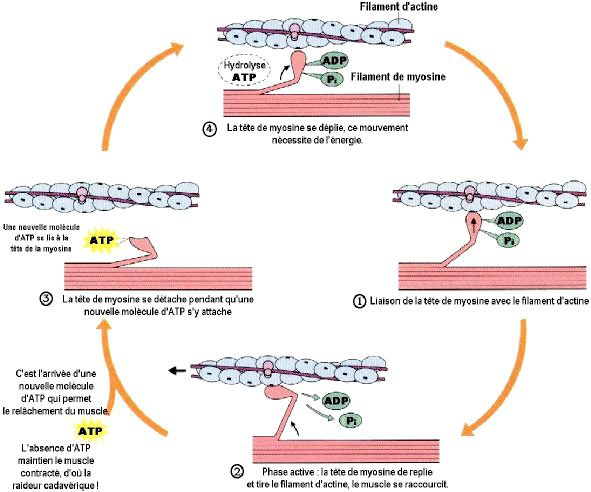 Filament d'actine
Hydrolyse
ATP
ADP
Pi
Filament de myosine
④ La tête de myosine se déplie, ce mouvement
nécessite de l'énergie.
ADP
Pi
① Liaison de la tête de myosine avec le filament d'actine
Une nouvelle molécule
d'ATP se lis à la
tête de la myosine
ATP
③ La tête de myosine se détache pendant qu'une
nouvelle molécule d'ATP s'y attache
ADP
Pi
② Phase active : la tête de myosine de replie
et tire le filament d'actine, le muscle se raccourcit.
C'est l'arrivée d'une
nouvelle molécule
d'ATP qui permet
le relâchement du muscle,
ATP
L'absence d'ATP
maintien le muscle
contracté, d'où la
raideur cadavèrique !